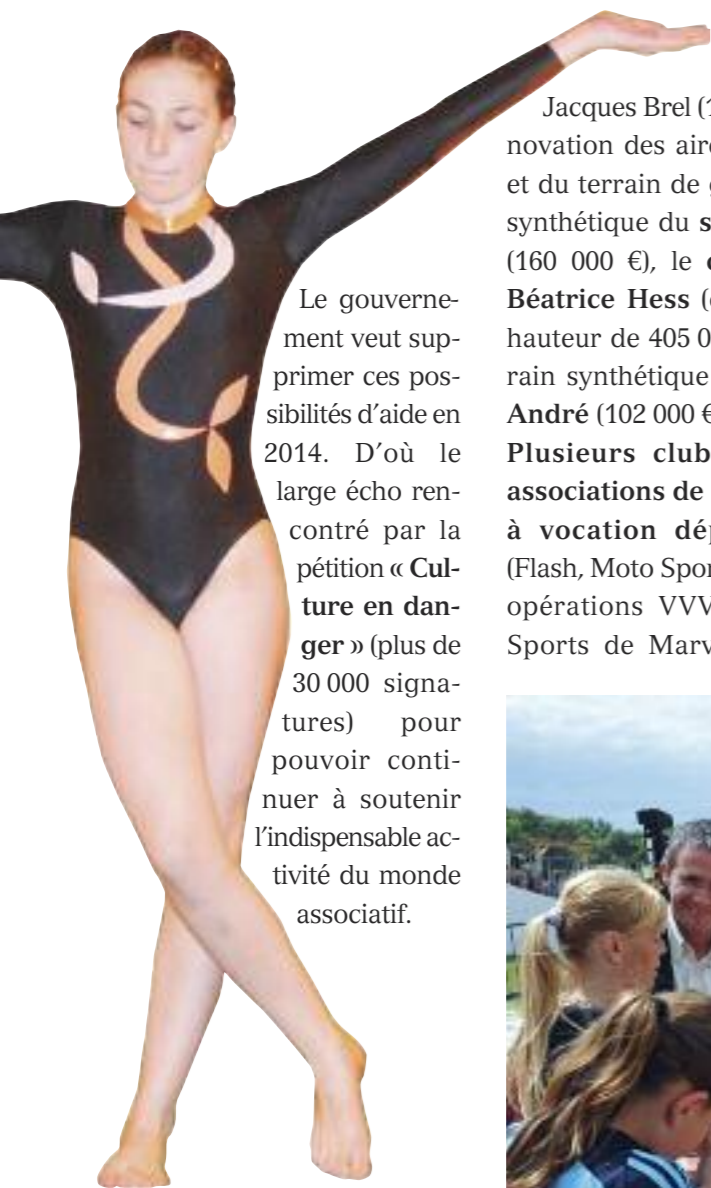 Le gouverne-
ment veut sup-
primer ces pos-
sibilités d’aide en
2014. D’où le
large écho ren-
contré par la
pétition « Cul-
ture en dan-
ger » (plus de
30 000 signa-
tures) pour
pouvoir conti-
nuer à soutenir
l’indispensable ac-
tivité du monde
associatif.
Jacques Brel (1
novation des aire
et du terrain de
synthétique du s
(160 000 €), le
Béatrice Hess (
hauteur de 405 0
rain synthétique
André (102 000 €
Plusieurs club
associations de
à vocation dép
(Flash, Moto Spor
opérations VVV
Sports de Marv